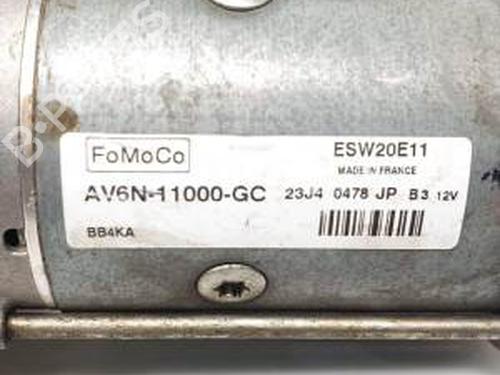 FoMoCo
ESW20E11
MADE IN FRANCE
AV6N-11000-GC 23J4 0478 JP B3 12V
BB4KA